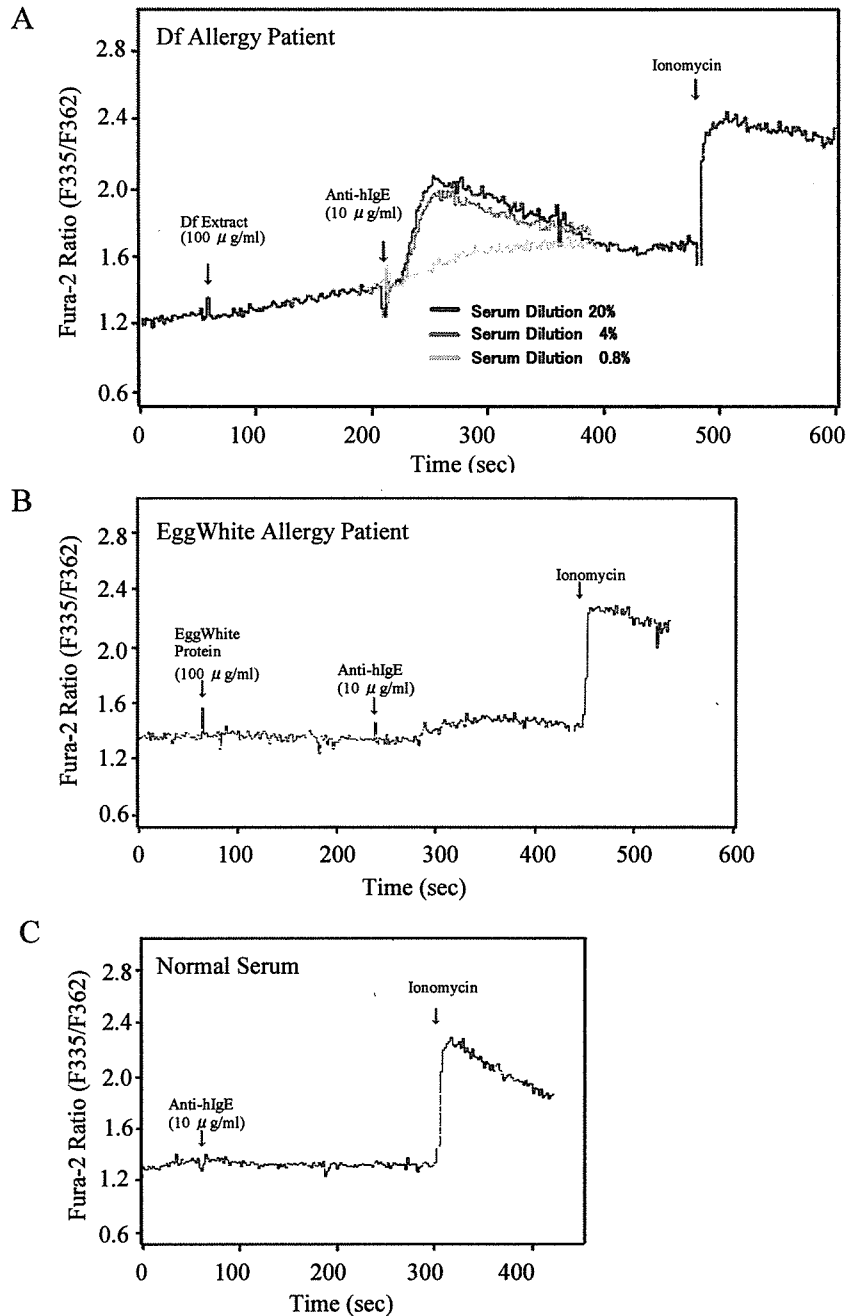 A
Df Allergy Patient
Fura-2 Ratio (F335/F362)
2.8
2.4
2.0
1.6
1.2
0.6
Df Extract
(100 μg/ml)
Anti-hIgE
(10 μg/ml)
Ionomycin
Serum Dilution 20%
Serum Dilution 4%
Serum Dilution 0.8%
0 100 200 300 400 500 600
Time (sec)
B
EggWhite Allergy Patient
Fura-2 Ratio (F335/F362)
2.8
2.4
2.0
1.6
1.2
0.6
EggWhite
Protein
(100 μg/ml)
Anti-hIgE
(10 μg/ml)
Ionomycin
0 100 200 300 400 500 600
Time (sec)
C
Normal Serum
Fura-2 Ratio (F335/F362)
2.8
2.4
2.0
1.6
1.2
0.6
Anti-hIgE
(10 μg/ml)
Ionomycin
0 100 200 300 400
Time (sec)